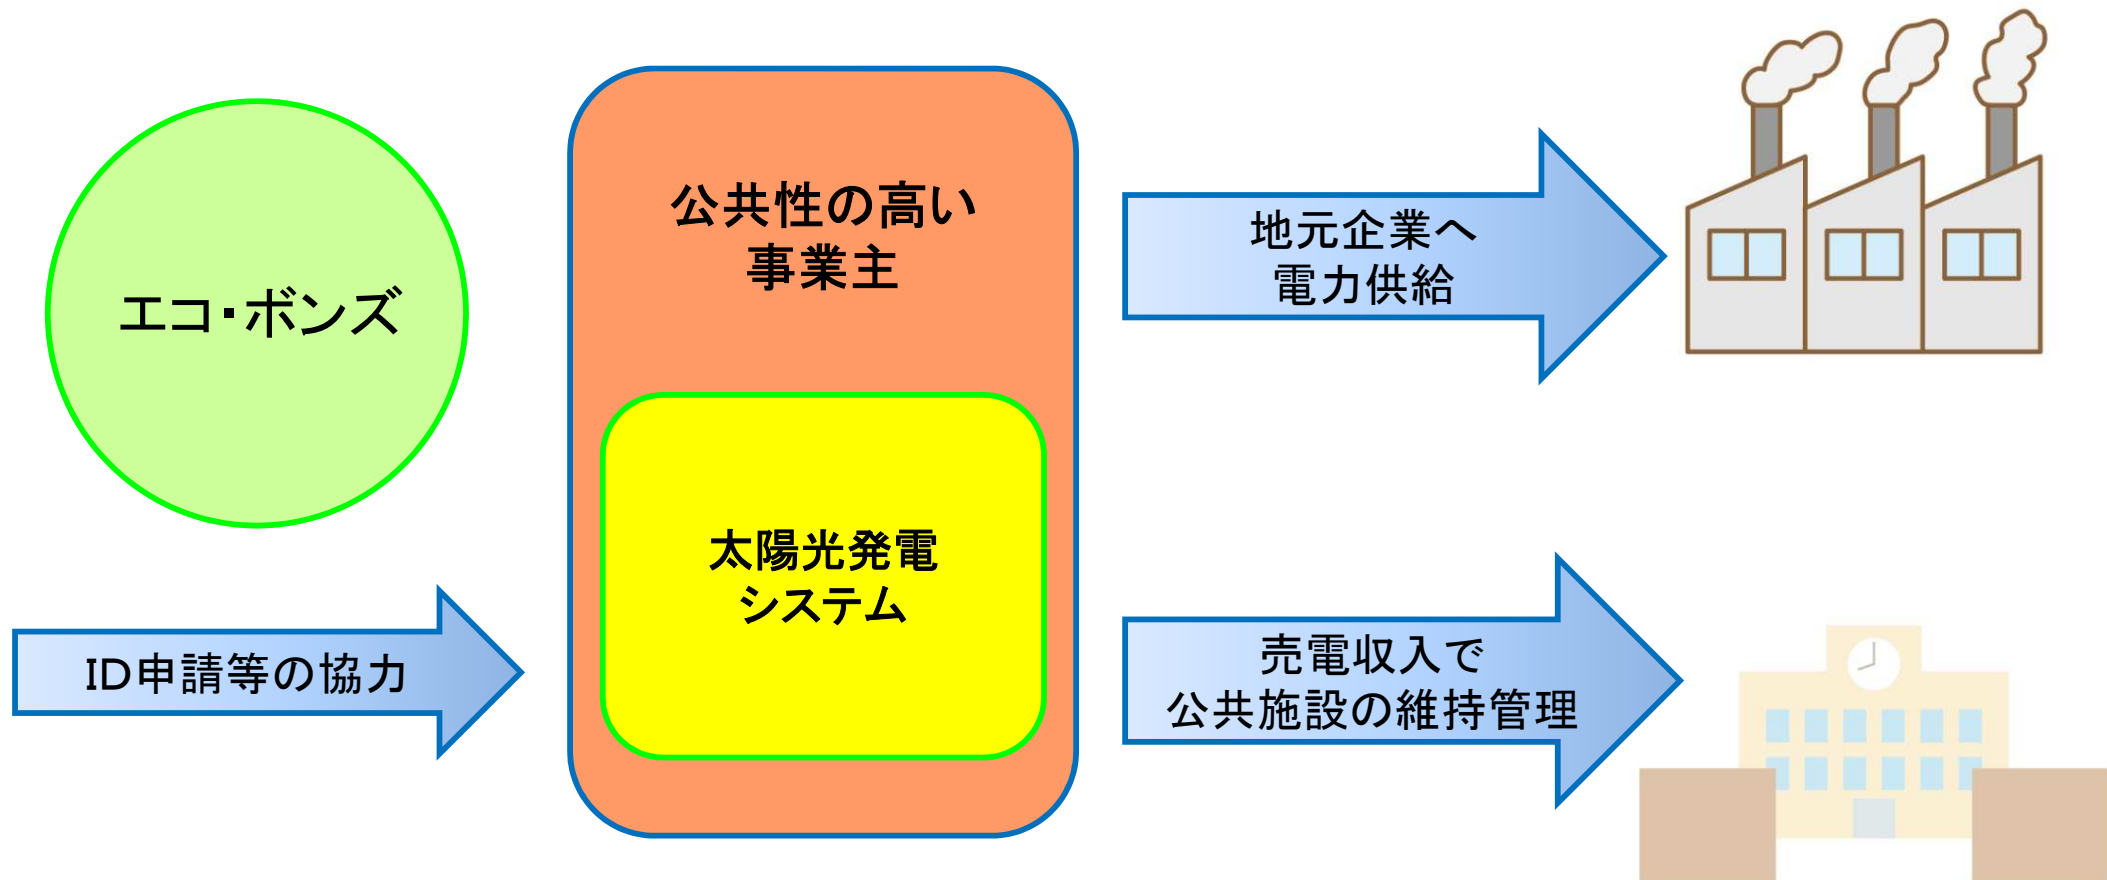 エコ・ボンズ
ID申請等の協力
公共性の高い
事業主
太陽光発電
システム
地元企業へ
電力供給
売電収入で
公共施設の維持管理